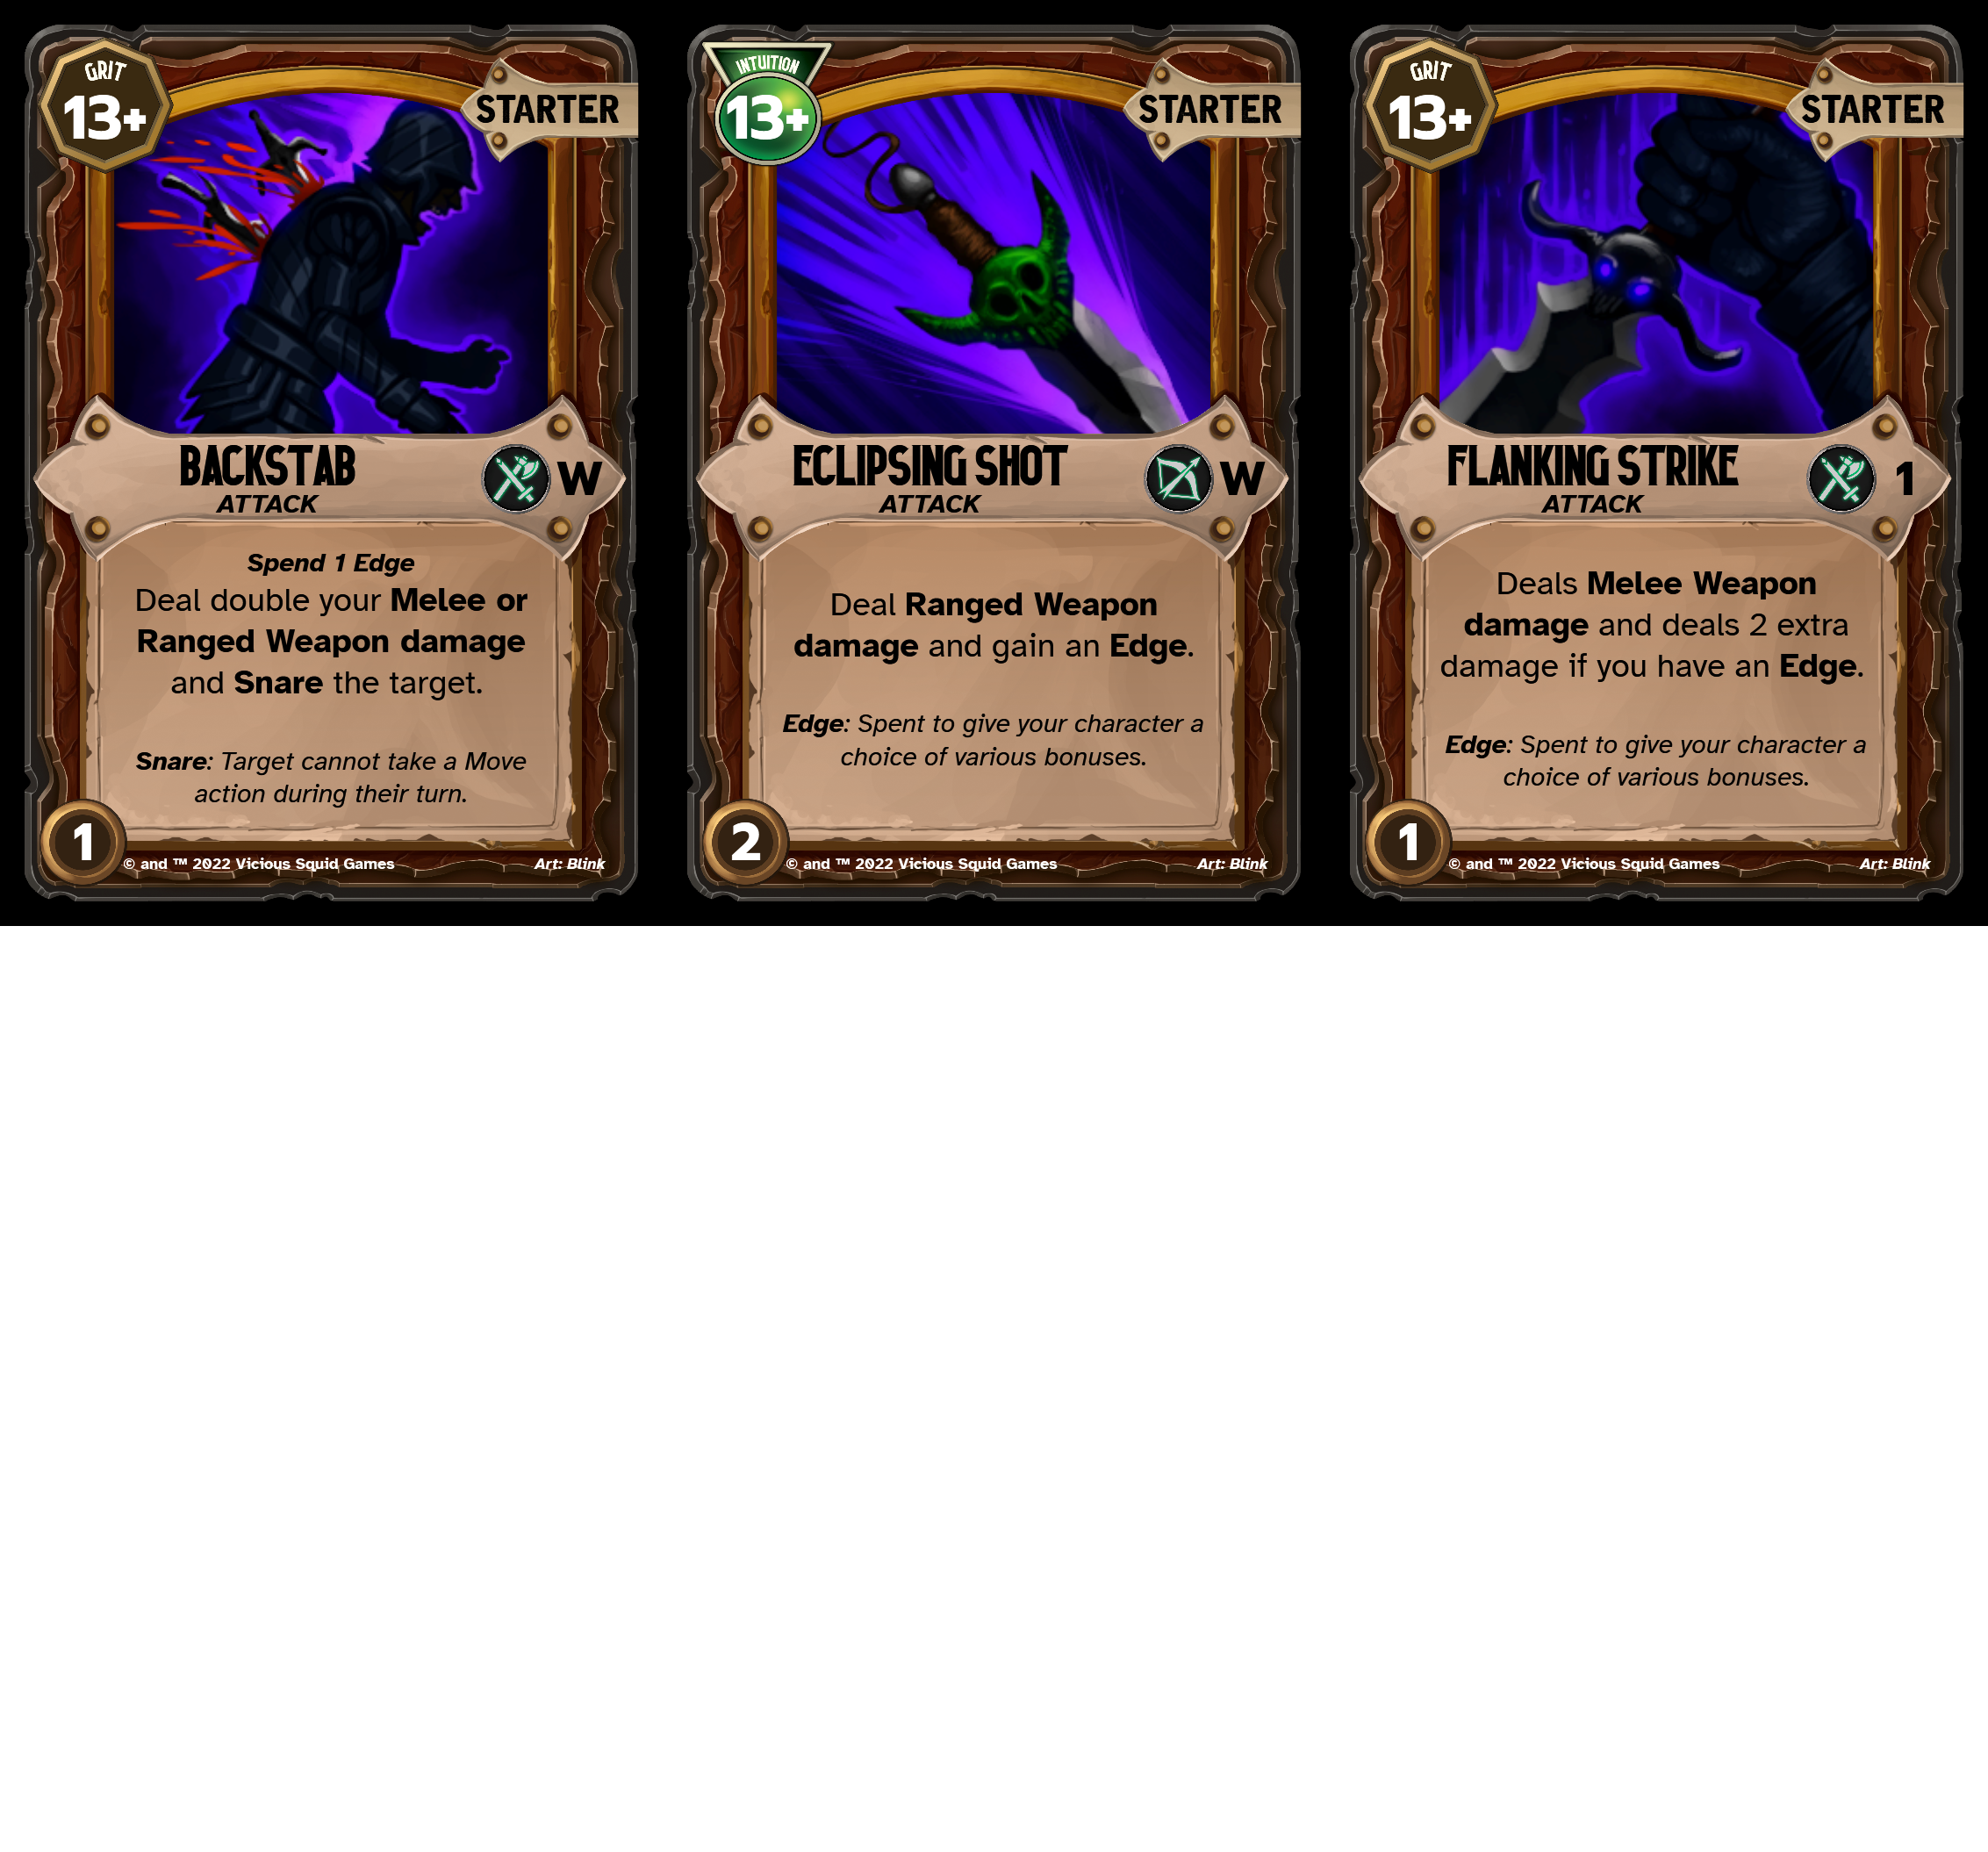 GRIT
13+
STARTER
BACKSTAB
ATTACK
W
Spend 1 Edge
Deal double your Melee or
Ranged Weapon damage
and Snare the target.
Snare: Target cannot take a Move
action during their turn.
1
© and ™ 2022 Vicious Squid Games
Art: Blink
INTUITION
13+
STARTER
ECLIPSING SHOT
ATTACK
W
Deal Ranged Weapon
damage and gain an Edge.
Edge: Spent to give your character a
choice of various bonuses.
2
© and ™ 2022 Vicious Squid Games
Art: Blink
GRIT
13+
STARTER
FLANKING STRIKE
ATTACK
1
Deals Melee Weapon
damage and deals 2 extra
damage if you have an Edge.
Edge: Spent to give your character a
choice of various bonuses.
1
© and ™ 2022 Vicious Squid Games
Art: Blink